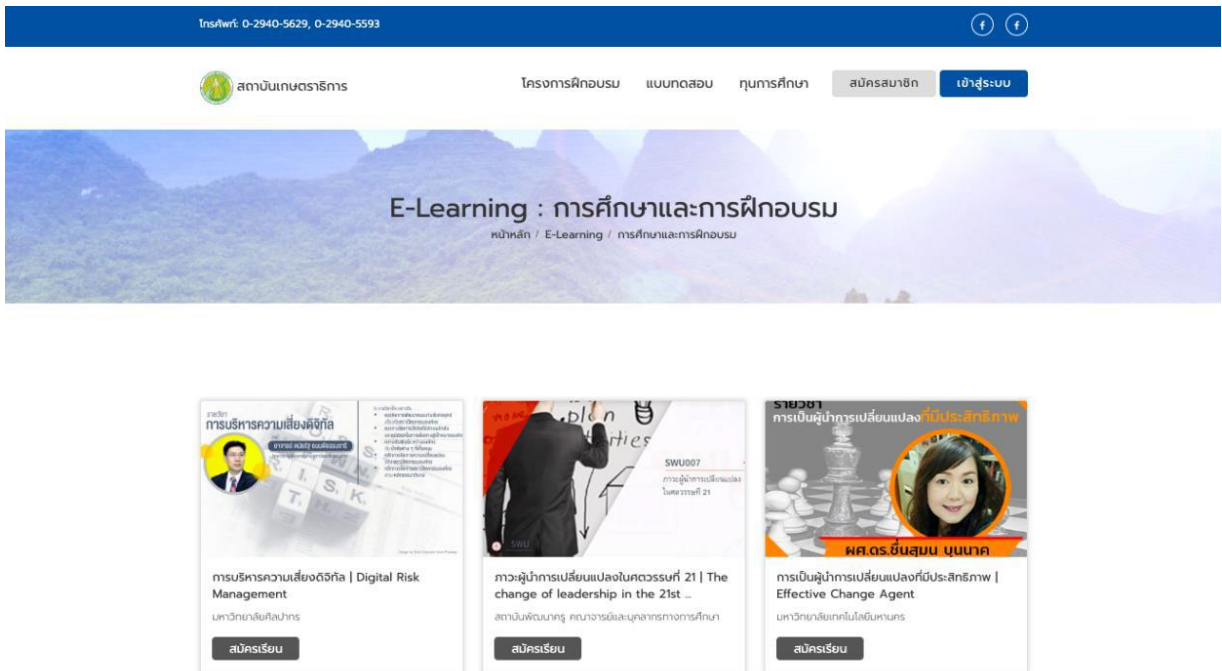 โทรศัพท์: 0-2940-5629, 0-2940-5593
สถาบันเกษตราธิการ
โครงการฝึกอบรม แบบทดสอบ ทุนการศึกษา สมัครสมาชิก เข้าสู่ระบบ
E-Learning : การศึกษาและการฝึกอบรม
หน้าหลัก / E-Learning / การศึกษาและการฝึกอบรม
รายวิชา
การบริหารความเสี่ยงดิจิทัล
R, I, S, K,
plan
SWU007
ภาวะผู้นำการเปลี่ยนแปลง
ในศตวรรษที่ 21
SWU
รายวิชา
การเป็นผู้นำการเปลี่ยนแปลงที่มีประสิทธิภาพ
ผศ.ดร.ชื่นสุมน บุนนาค
การบริหารความเสี่ยงดิจิทัล | Digital Risk
Management
มหาวิทยาลัยศิลปากร
สมัครเรียน
ภาวะผู้นำการเปลี่ยนแปลงในศตวรรษที่ 21 | The
change of leadership in the 21st ...
สถาบันพัฒนาครู คณาจารย์และบุคลากรทางการศึกษา
สมัครเรียน
การเป็นผู้นำการเปลี่ยนแปลงที่มีประสิทธิภาพ |
Effective Change Agent
มหาวิทยาลัยเทคโนโลยีมหานคร
สมัครเรียน